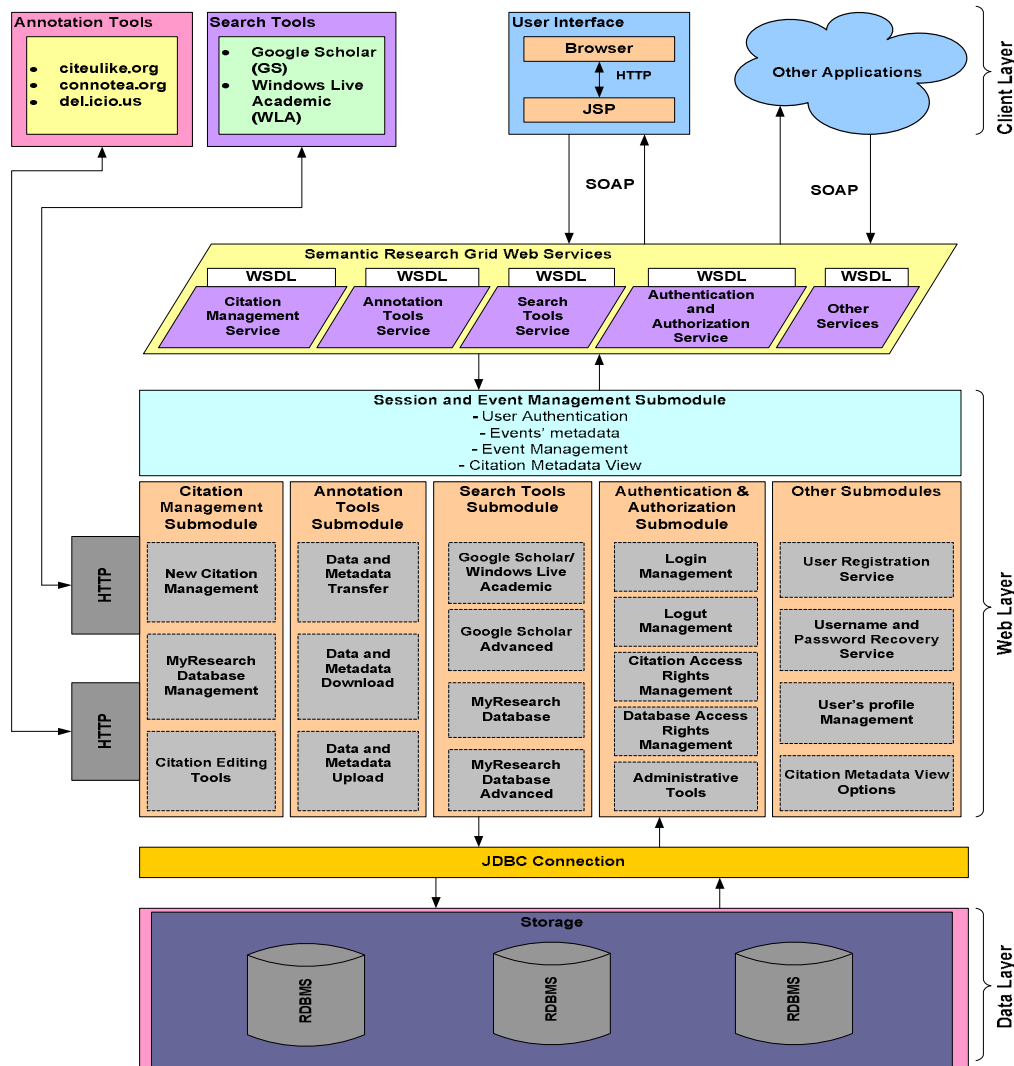 Annotation Tools
citeulike.org
connotea.org
del.icio.us
Search Tools
Google Scholar
(GS)
Windows Live
Academic
(WLA)
User Interface
Browser
HTTP
JSP
Other Applications
Client Layer
SOAP
SOAP
Semantic Research Grid Web Services
WSDL
Citation
Management
Service
WSDL
Annotation
Tools
Service
WSDL
Search
Tools
Service
WSDL
Authentication
and
Authorization
Service
WSDL
Other
Services
Session and Event Management Submodule
- User Authentication
- Events' metadata
- Event Management
- Citation Metadata View
HTTP
HTTP
Citation
Management
Submodule
New Citation
Management
MyResearch
Database
Management
Citation Editing
Tools
Annotation
Tools
Submodule
Data and
Metadata
Transfer
Data and
Metadata
Download
Data and
Metadata
Upload
Search Tools
Submodule
Google Scholar/
Windows Live
Academic
Google Scholar
Advanced
MyResearch
Database
MyResearch
Database
Advanced
Authentication &
Authorization
Submodule
Login
Management
Logut
Management
Citation Access
Rights
Management
Database Access
Rights
Management
Administrative
Tools
Other Submodules
User Registration
Service
Username and
Password Recovery
Service
User's profile
Management
Citation Metadata View
Options
Web Layer
JDBC Connection
Storage
RDBMS
RDBMS
RDBMS
Data Layer